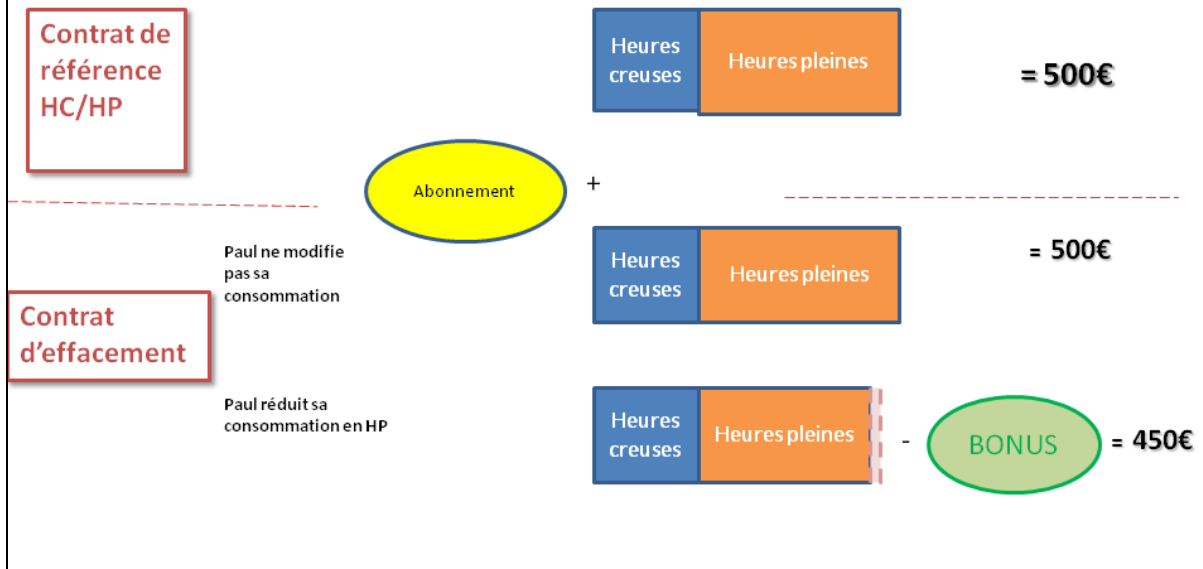 Contrat de
référence
HC/HP
Heures
creuses
Heures pleines
= 500€
Abonnement
+
Paul ne modifie
pas sa
consommation
Heures
creuses
Heures pleines
= 500€
Contrat
d'effacement
Paul réduit sa
consommation en HP
Heures
creuses
Heures pleines
-
BONUS
= 450€